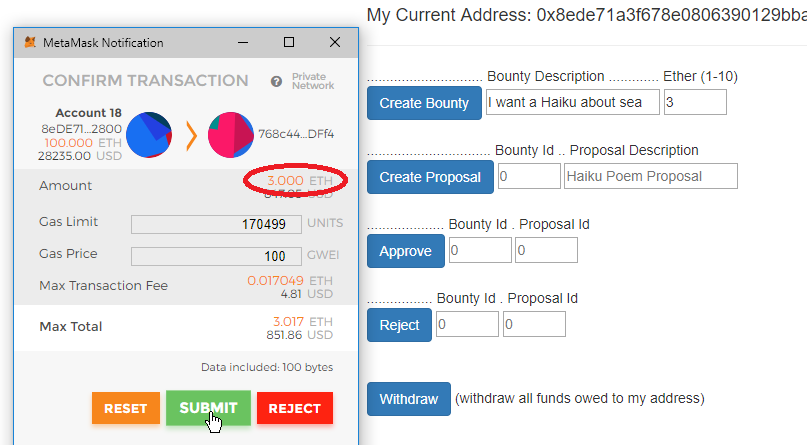 My Current Address: 0x8ede71a3f678e0806390129bba
MetaMask Notification
CONFIRM TRANSACTION
? Private
Network
Account 18
8eDE71...2800
100.000 ETH
28235.00 USD
768c44...DFf4
Amount
3.000 ETH
USD
Gas Limit 170499 UNITS
Gas Price 100 GWEI
Max Transaction Fee 0.017049 ETH
4.81 USD
Max Total 3.017 ETH
851.86 USD
Data included: 100 bytes
RESET SUBMIT REJECT
.............................. Bounty Description ............. Ether (1-10)
Create Bounty I want a Haiku about sea 3
................................ Bounty Id .. Proposal Description
Create Proposal 0 Haiku Poem Proposal
.................... Bounty Id . Proposal Id
Approve 0 0
................. Bounty Id . Proposal Id
Reject 0 0
Withdraw (withdraw all funds owed to my address)